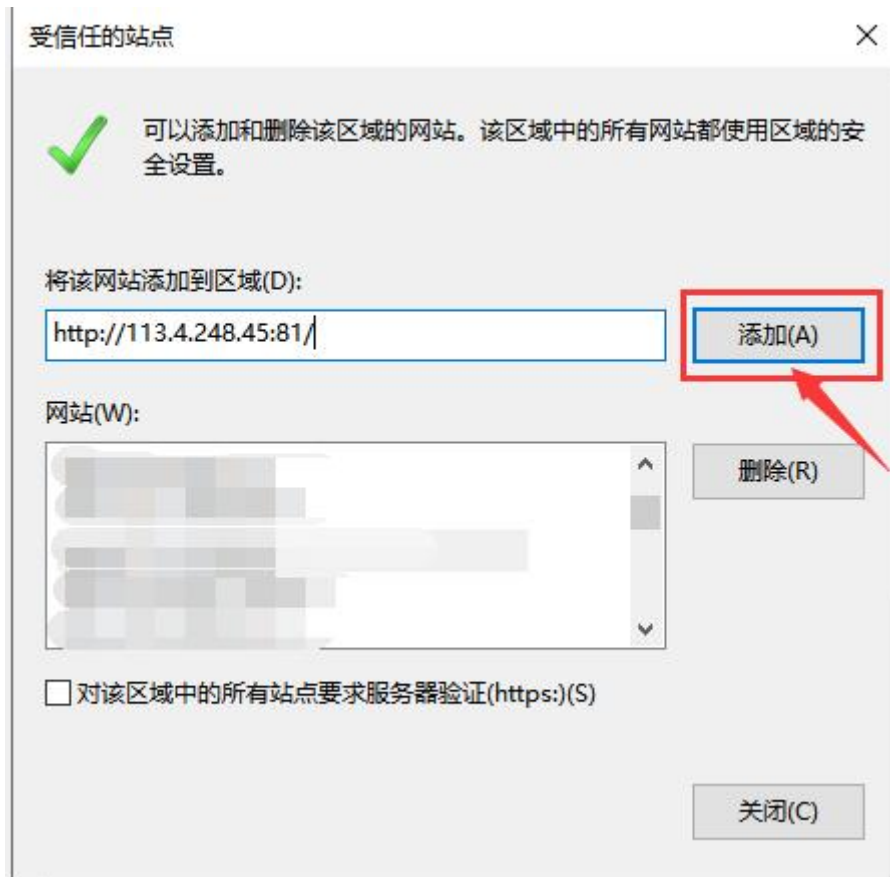 受信任的站点
可以添加和删除该区域的网站。该区域中的所有网站都使用区域的安
全设置。
将该网站添加到区域(D):
http://113.4.248.45:81/
添加(A)
网站(W):
删除(R)
对该区域中的所有站点要求服务器验证(https:)(S)
关闭(C)